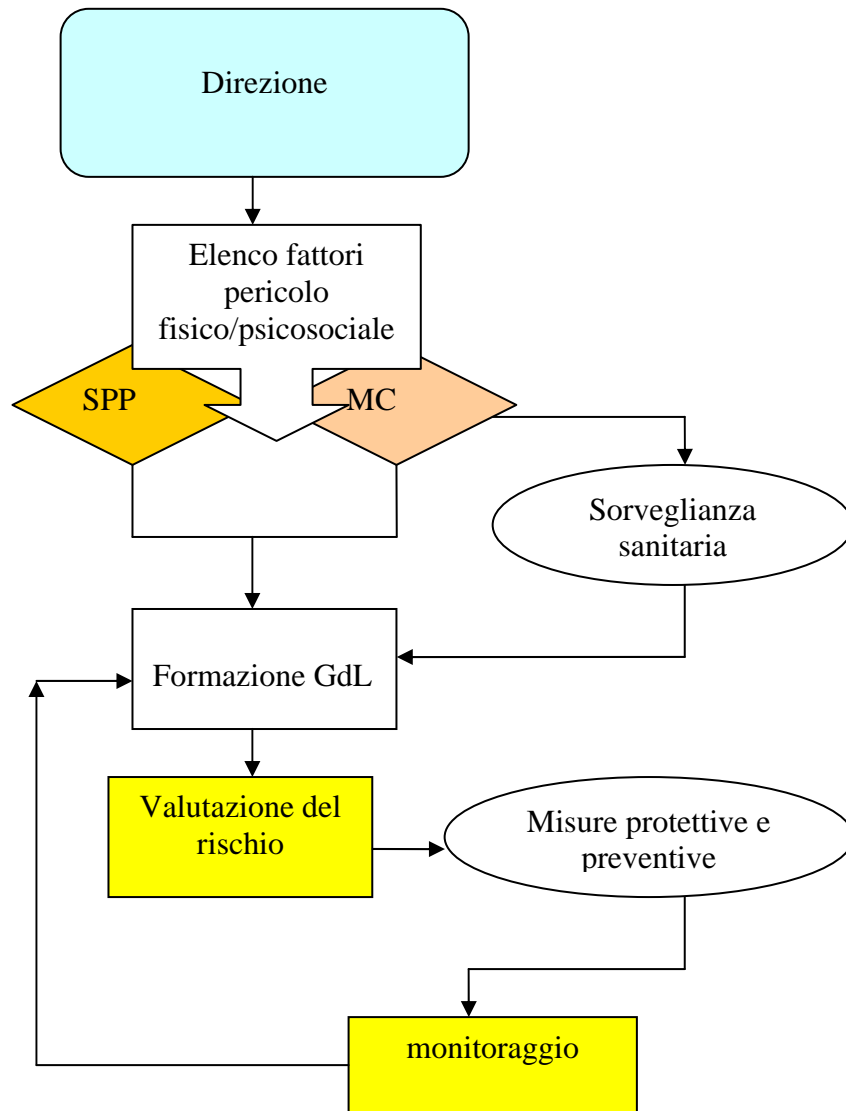 Direzione
Elenco fattori
pericolo
fisico/psicosociale
SPP
MC
Sorveglianza
sanitaria
Formazione GdL
Valutazione del
rischio
Misure protettive e
preventive
monitoraggio